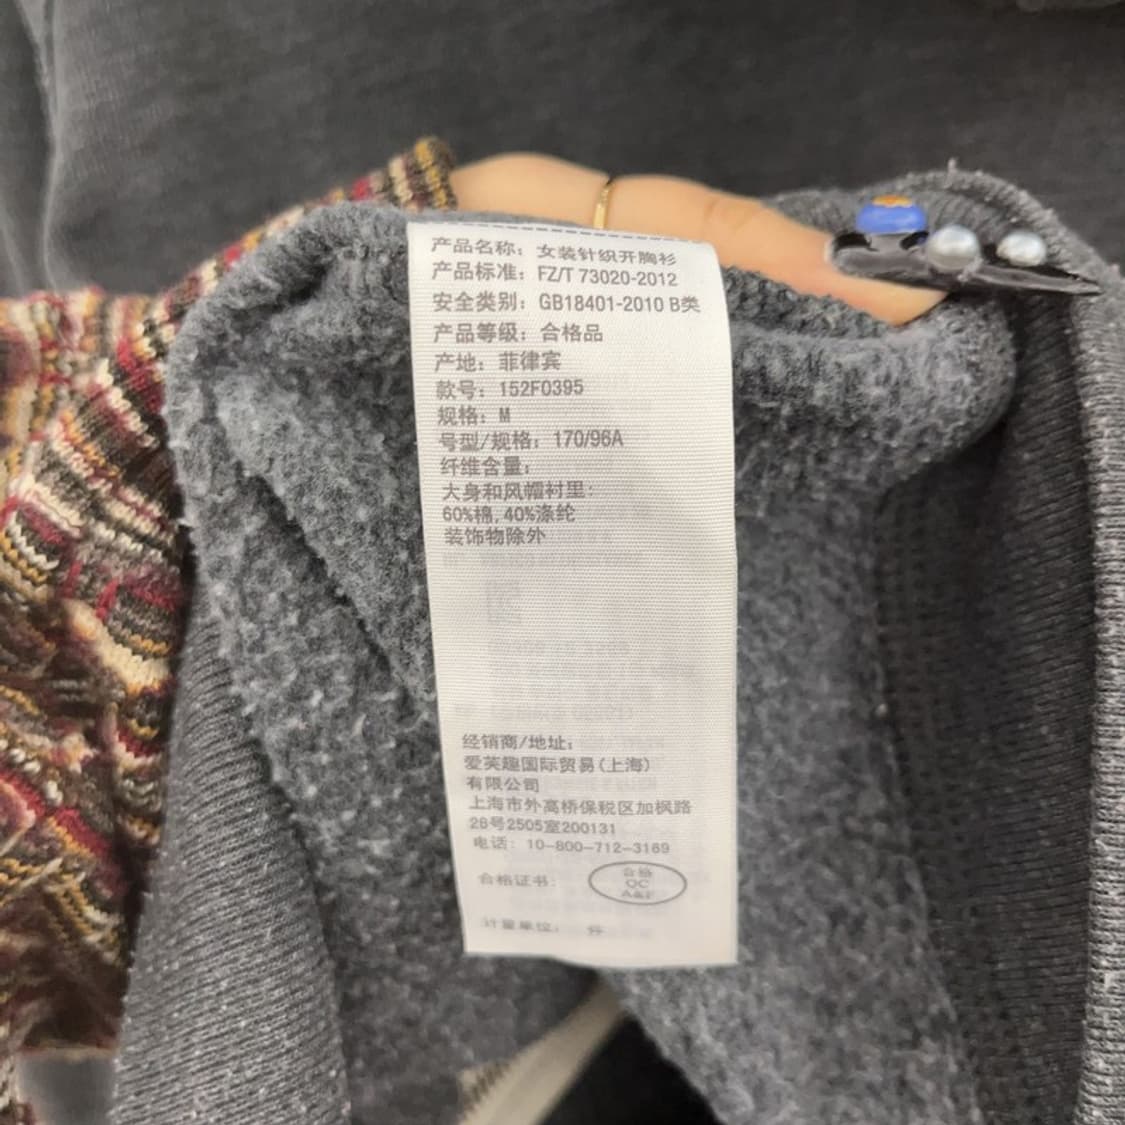 产品名称：女装针织开胸衫
产品标准：FZ/T 73020-2012
安全类别：GB18401-2010 B类
产品等级：合格品
产地：菲律宾
款号：152F0395
规格：M
号型/规格：170/96A
纤维含量：
大身和风帽衬里：
60%棉，40%涤纶
装饰物除外
经销商/地址：
爱芙趣国际贸易(上海)
有限公司
上海市外高桥保税区加枫路
26号2505室200131
电话：10-800-712-3169
合格证书：
合格
QC
A&F
计量单位：件